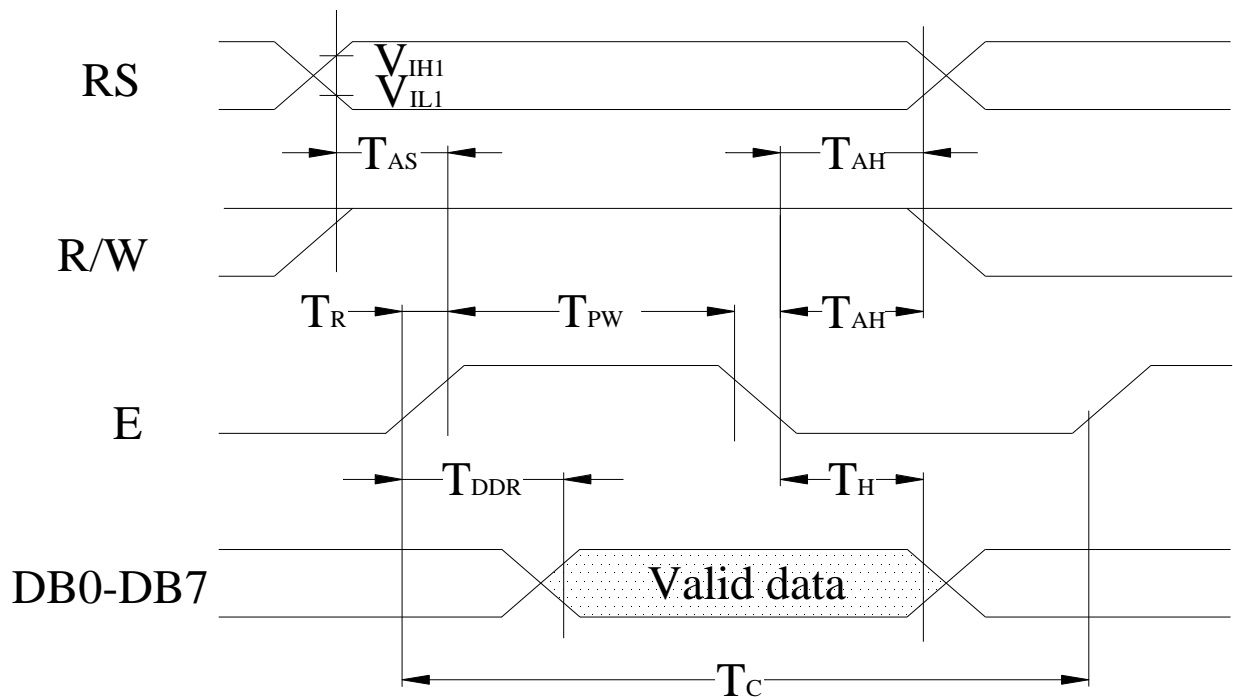 RS
VIH1
VIL1
TAS
TAH
R/W
TR
TPW
TAH
E
TDDR
TH
DB0-DB7
Valid data
TC